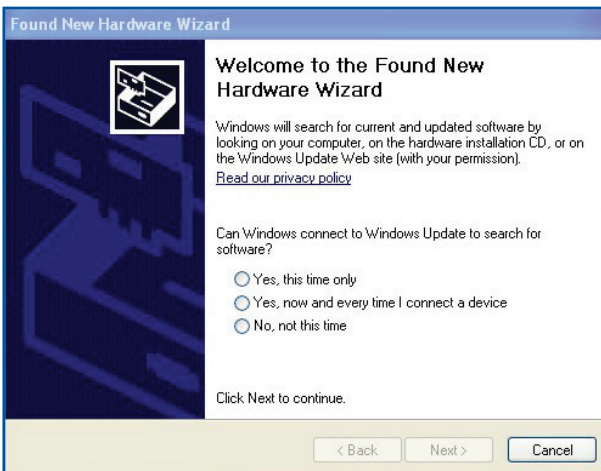 Found New Hardware Wizard
Welcome to the Found New
Hardware Wizard
Windows will search for current and updated software by
looking on your computer, on the hardware installation CD, or on
the Windows Update Web site (with your permission).
Read our privacy policy
Can Windows connect to Windows Update to search for
software?
Yes, this time only
Yes, now and every time I connect a device
No, not this time
Click Next to continue.
< Back Next > Cancel